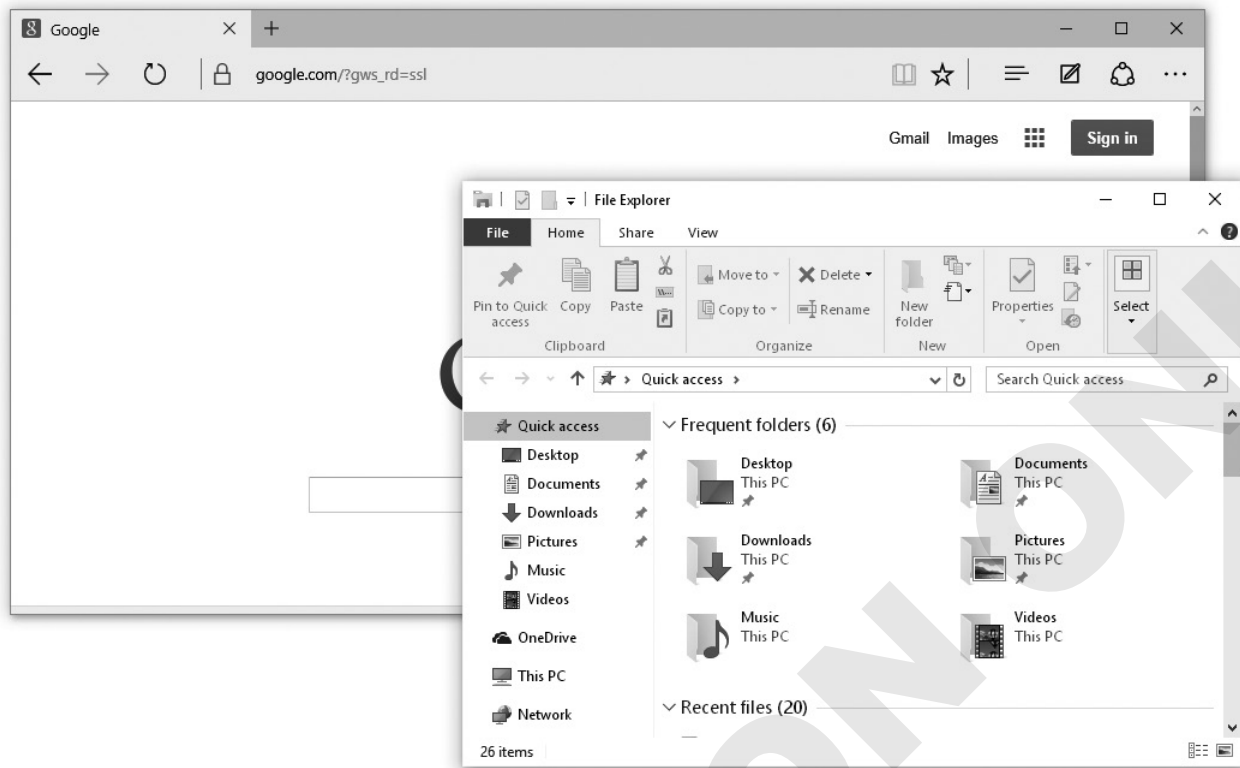 Google
google.com/?gws_rd=ssl
Gmail Images
Sign in
File Explorer
File Home Share View
Pin to Quick access
Copy
Paste
Clipboard
Move to
Copy to
Delete
Rename
Organize
New folder
New
Properties
Open
Select
Quick access
Search Quick access
Quick access
Desktop
Documents
Downloads
Pictures
Music
Videos
OneDrive
This PC
Network
Frequent folders (6)
Desktop
This PC
Documents
This PC
Downloads
This PC
Pictures
This PC
Music
This PC
Videos
This PC
Recent files (20)
26 items